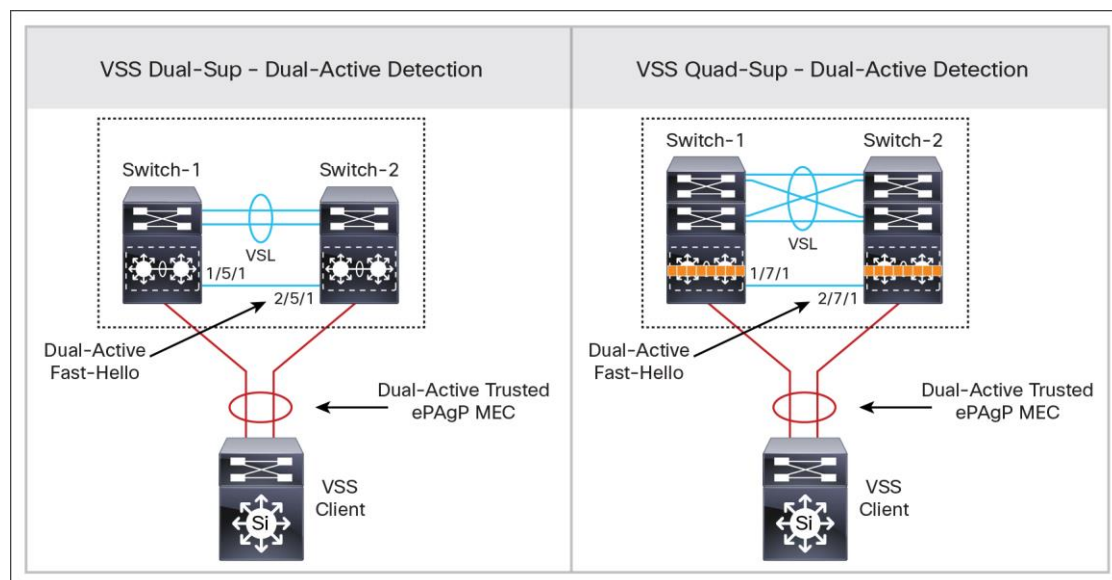 VSS Dual-Sup – Dual-Active Detection
Switch-1
Switch-2
VSL
1/5/1
2/5/1
Dual-Active
Fast-Hello
Dual-Active Trusted
ePAgP MEC
VSS
Client
Si
VSS Quad-Sup – Dual-Active Detection
Switch-1
Switch-2
VSL
1/7/1
2/7/1
Dual-Active
Fast-Hello
Dual-Active Trusted
ePAgP MEC
VSS
Client
Si